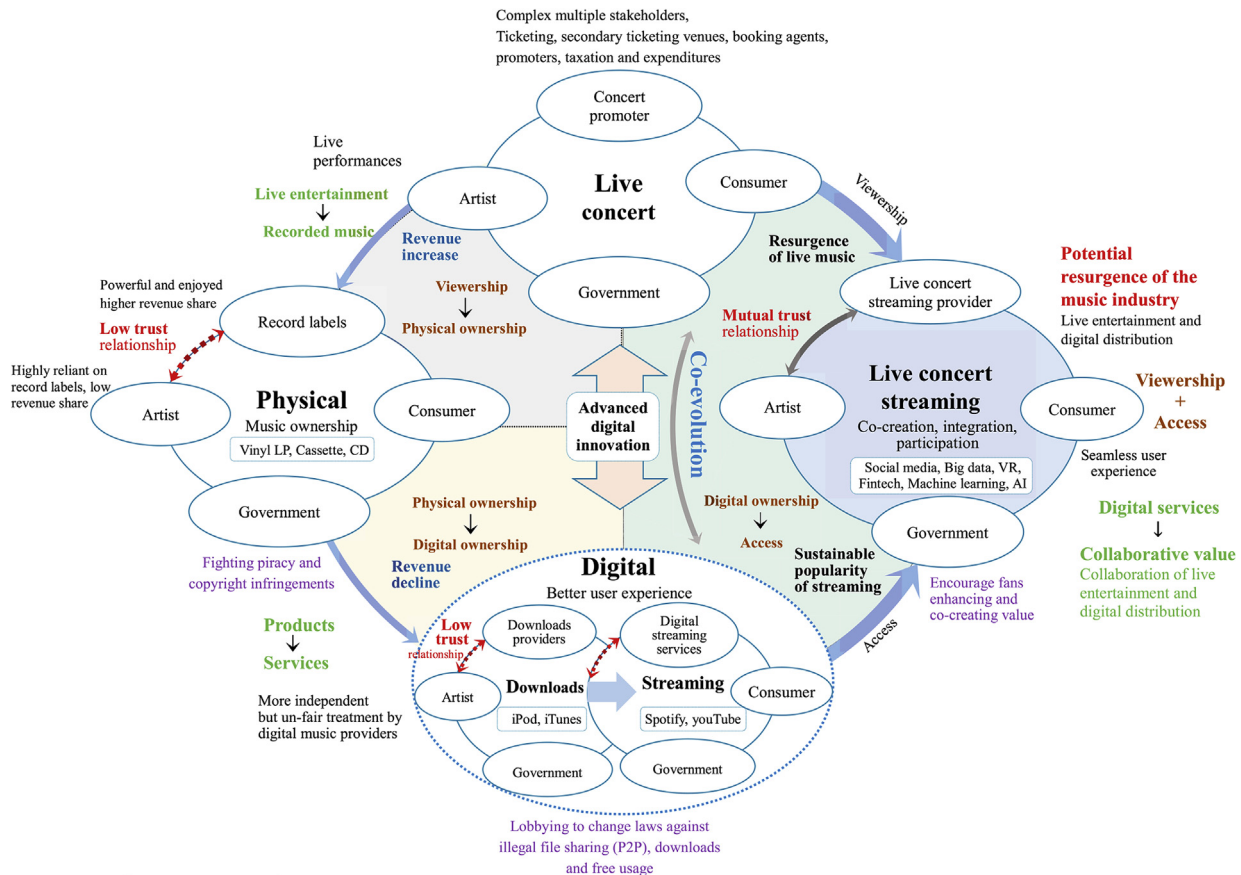 Complex multiple stakeholders,
Ticketing, secondary ticketing venues, booking agents,
promoters, taxation and expenditures
Concert
promoter
Live
performances
Artist
Live
concert
Consumer
Government
Viewership
Live entertainment
Recorded music
Revenue
increase
Viewership
Physical ownership
Resurgence
of live music
Powerful and enjoyed
higher revenue share
Record labels
Low trust
relationship
Highly reliant on
record labels, low
revenue share
Artist
Physical
Music ownership
Vinyl LP, Cassette, CD
Consumer
Government
Advanced
digital
innovation
Co-evolution
Mutual trust
relationship
Live concert
streaming provider
Potential
resurgence of the
music industry
Live entertainment and
digital distribution
Artist
Live concert
streaming
Co-creation, integration,
participation
Social media, Big data, VR,
Fintech, Machine learning, AI
Consumer
Viewership
+
Access
Seamless user
experience
Government
Digital services
Collaborative value
Collaboration of live
entertainment and
digital distribution
Encourage fans
enhancing and
co-creating value
Physical ownership
Digital ownership
Revenue
decline
Digital ownership
Access
Sustainable
popularity
of streaming
Access
Fighting piracy and
copyright infringements
Products
Services
More independent
but un-fair treatment by
digital music providers
Digital
Better user experience
Low
trust
relationship
Downloads
providers
Digital
streaming
services
Artist
Downloads
Streaming
Consumer
iPod, iTunes
Spotify, youTube
Government
Government
Lobbying to change laws against
illegal file sharing (P2P), downloads
and free usage